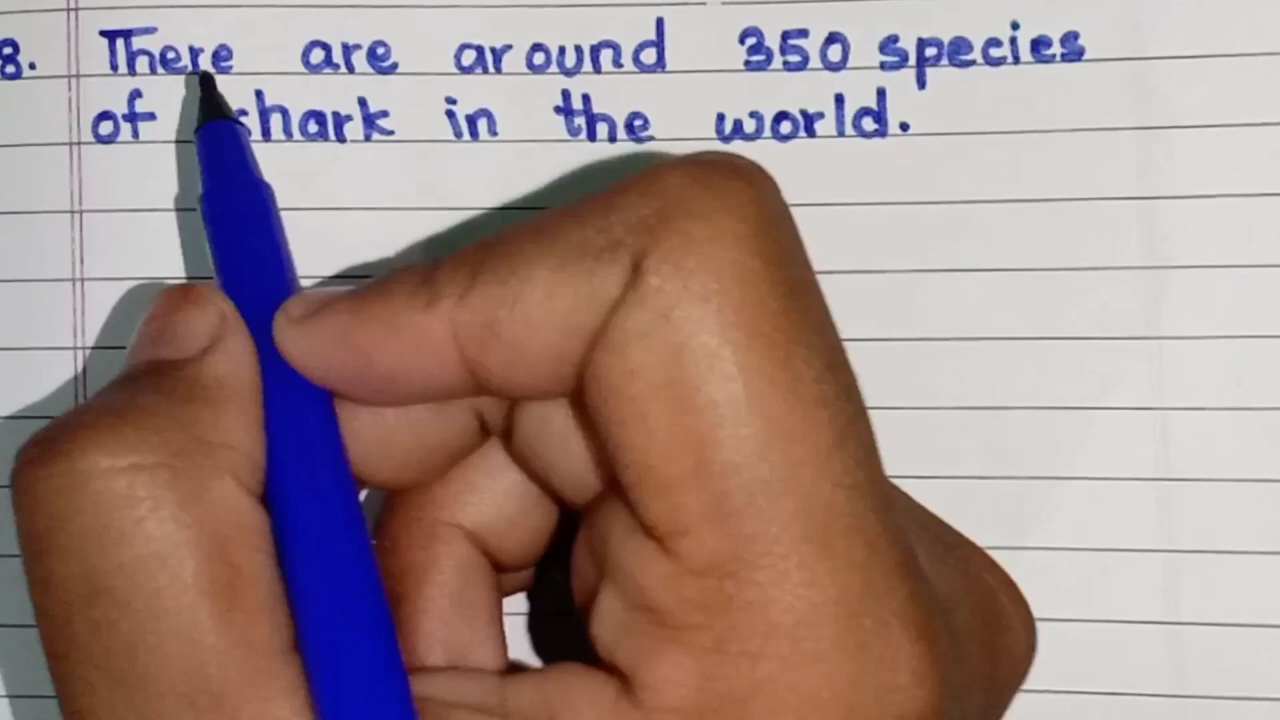 8. There are around 350 species
of shark in the world.